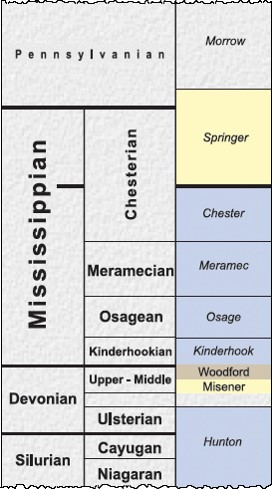 Pennsylvanian
Morrow
Springer
Mississippian
Chesterian
Chester
Meramecian
Meramec
Osagean
Osage
Kinderhookian
Kinderhook
Devonian
Upper - Middle
Woodford
Misener
Ulsterian
Hunton
Silurian
Cayugan
Niagaran